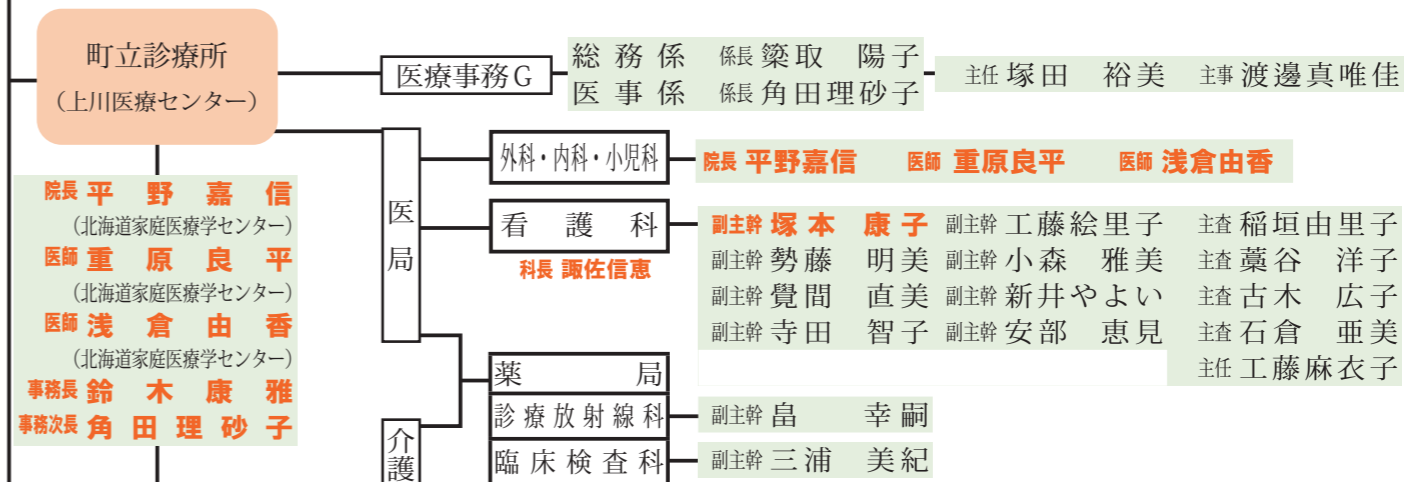 町立診療所
（上川医療センター）
院長 平野嘉信
（北海道家庭医療学センター）
医師 重原良平
（北海道家庭医療学センター）
医師 浅倉由香
（北海道家庭医療学センター）
事務長 鈴木康雅
事務次長 角田理砂子
医療事務G
総務係 係長 簗取 陽子
医事係 係長 角田理砂子
主任 塚田 裕美 主事 渡邊真唯佳
医局
外科・内科・小児科
院長 平野嘉信 医師 重原良平 医師 浅倉由香
看護科
科長 諏佐信恵
副主幹 塚本康子 副主幹 工藤絵里子 主査 稲垣由里子
副主幹 勢藤 明美 副主幹 小森 雅美 主査 藁谷 洋子
副主幹 覺間 直美 副主幹 新井やよい 主査 古木 広子
副主幹 寺田 智子 副主幹 安部 恵見 主査 石倉 亜美
主任 工藤麻衣子
薬局
診療放射線科
副主幹 畠 幸嗣
臨床検査科
副主幹 三浦 美紀
介護